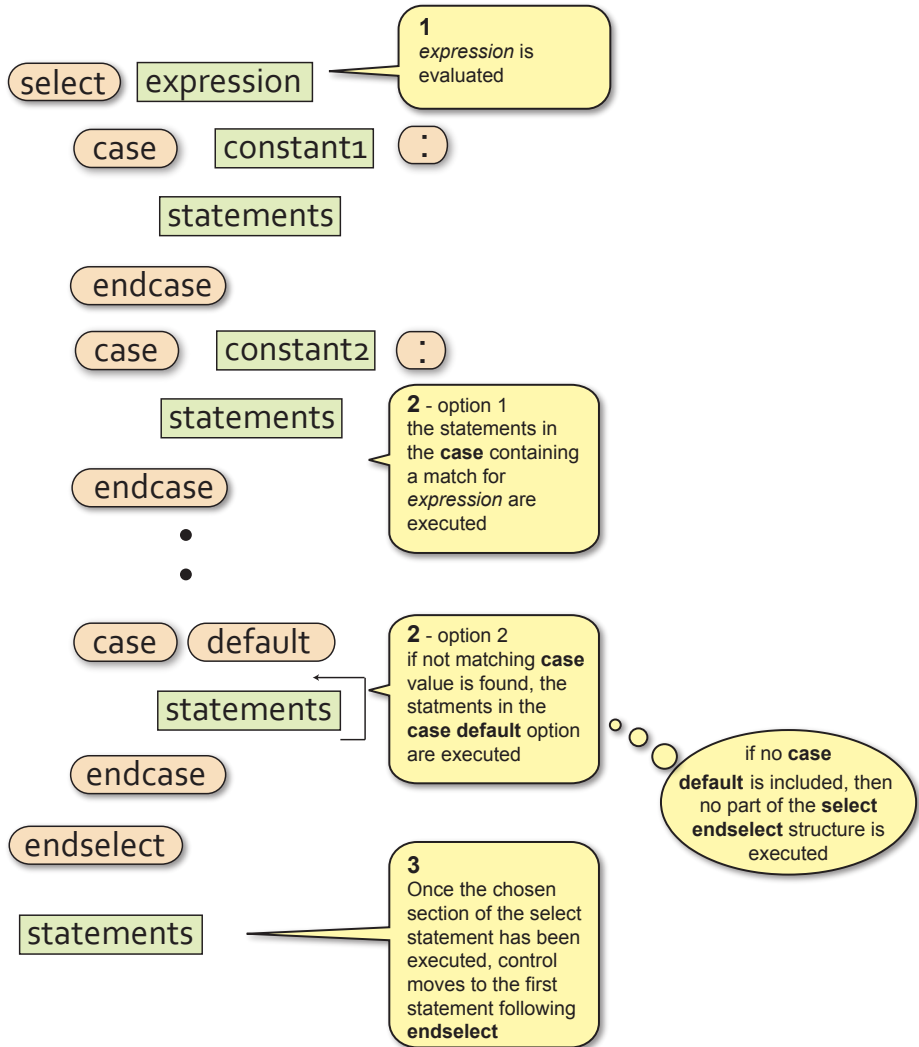 1
expression is
evaluated
select expression
case constant1 :
statements
endcase
case constant2 :
statements
2 - option 1
the statements in
the case containing
a match for
expression are
executed
endcase
case default
statements
2 - option 2
if not matching case
value is found, the
statments in the
case default option
are executed
if no case
default is included, then
no part of the select
endselect structure is
executed
endcase
endselect
3
Once the chosen
section of the select
statement has been
executed, control
moves to the first
statement following
endselect
statements